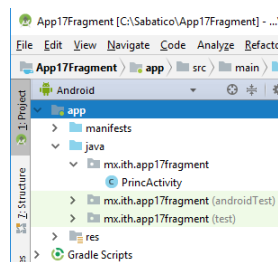 App17Fragment [C:\Sabatico\App17Fragment] - ...
File Edit View Navigate Code Analyze Refacto
App17Fragment app src main
1: Project
Android
app
manifests
java
mx.ith.app17fragment
C PrincActivity
7: Structure
mx.ith.app17fragment (androidTest)
mx.ith.app17fragment (test)
res
Gradle Scripts